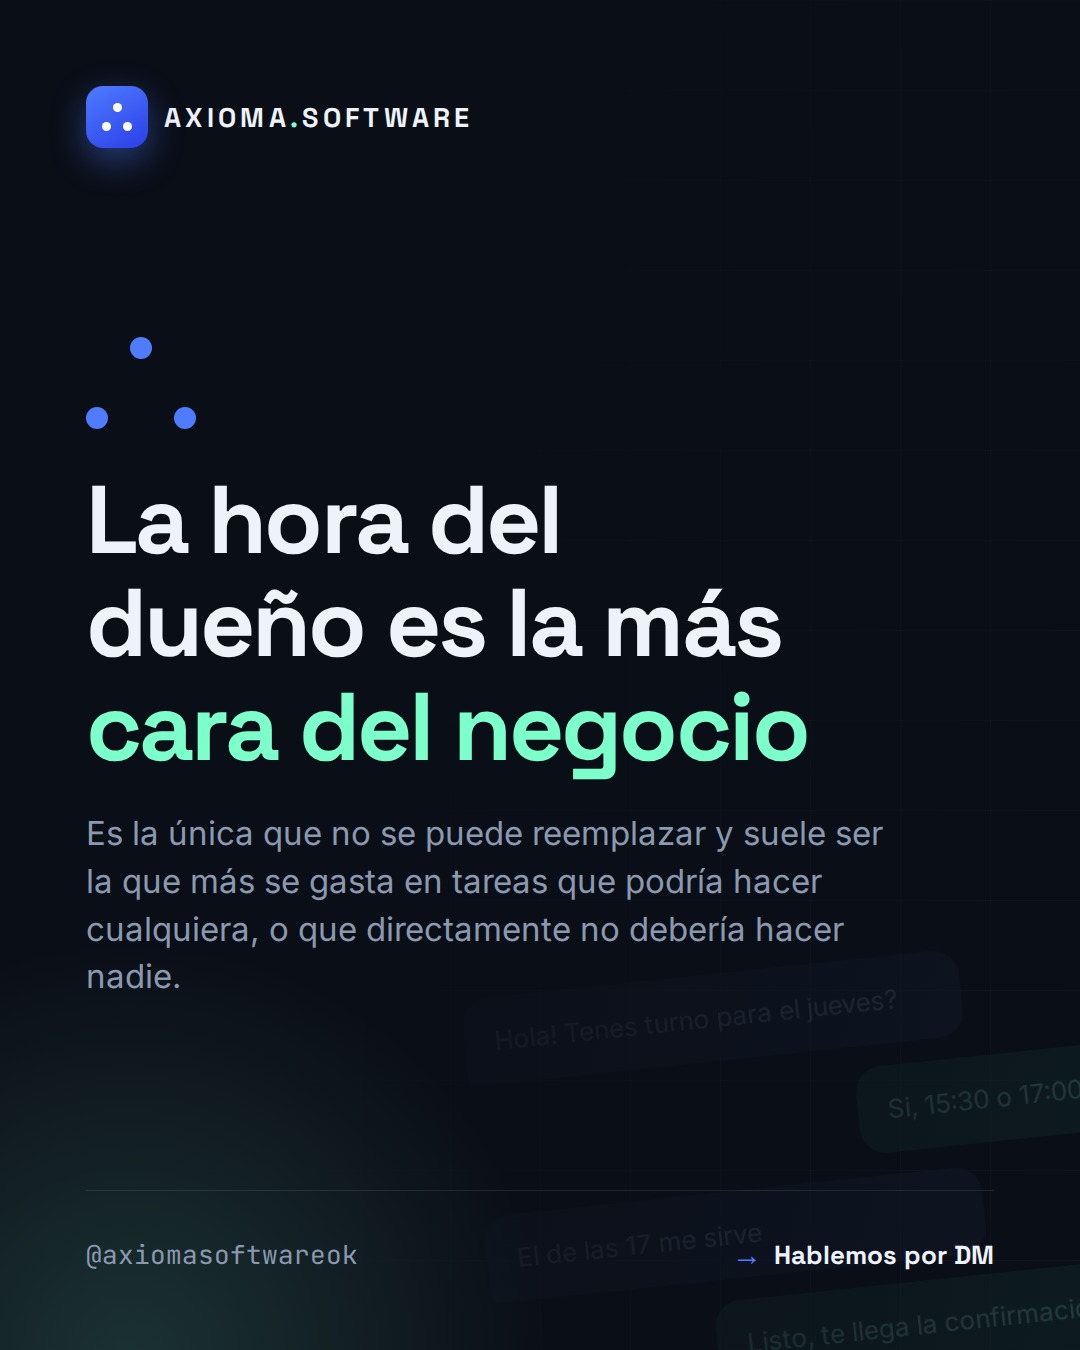 AXIOMA.SOFTWARE
La hora del
dueño es la más
cara del negocio
Es la única que no se puede reemplazar y suele ser
la que más se gasta en tareas que podría hacer
cualquiera, o que directamente no debería hacer
nadie.
Hola! Tenes turno para el jueves?
Si, 15:30 o 17:00
El de las 17 me sirve
@axiomasoftwareok
→ Hablemos por DM
Listo, te llega la